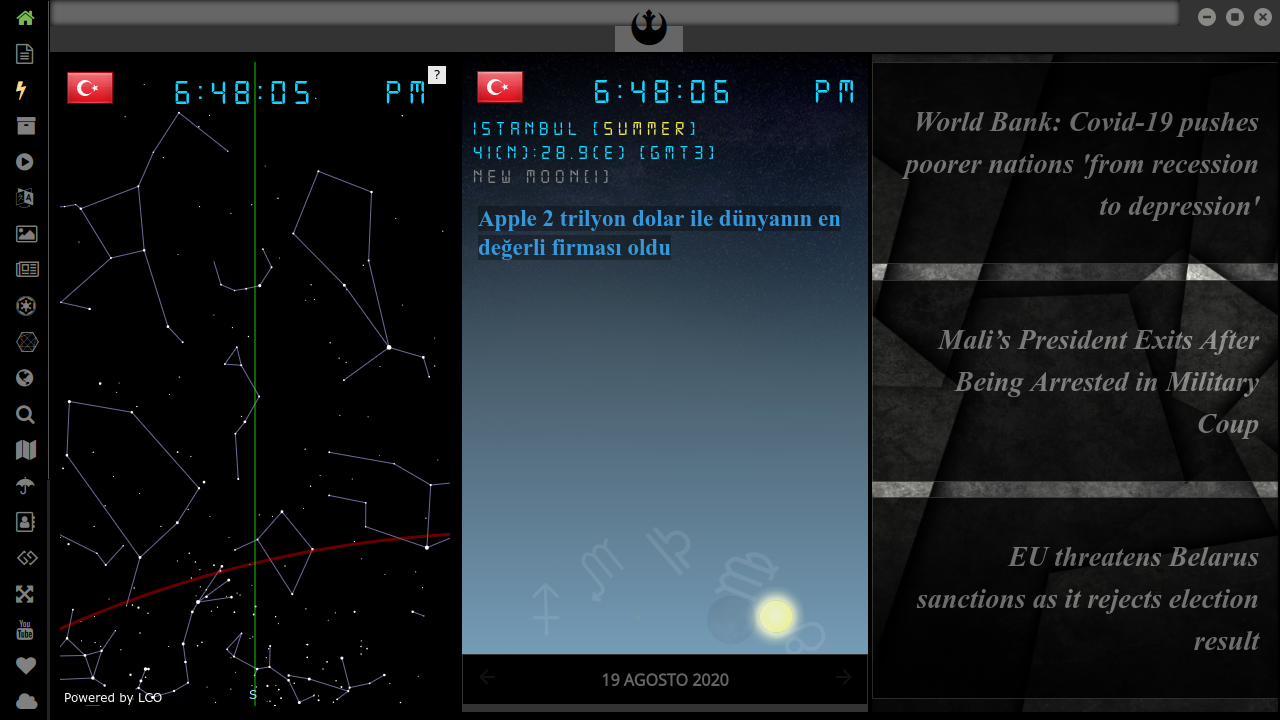 6:48:05 PM
?
Powered by LGO
S
6:48:06 PM
ISTANBUL (SUMMER)
41(N):28.9(E) (GMT3)
NEW MOON(1)
Apple 2 trilyon dolar ile dünyanın en
değerli firması oldu
19 AGOSTO 2020
World Bank: Covid-19 pushes
poorer nations 'from recession
to depression'
Mali’s President Exits After
Being Arrested in Military
Coup
EU threatens Belarus
sanctions as it rejects election
result
You
Tube